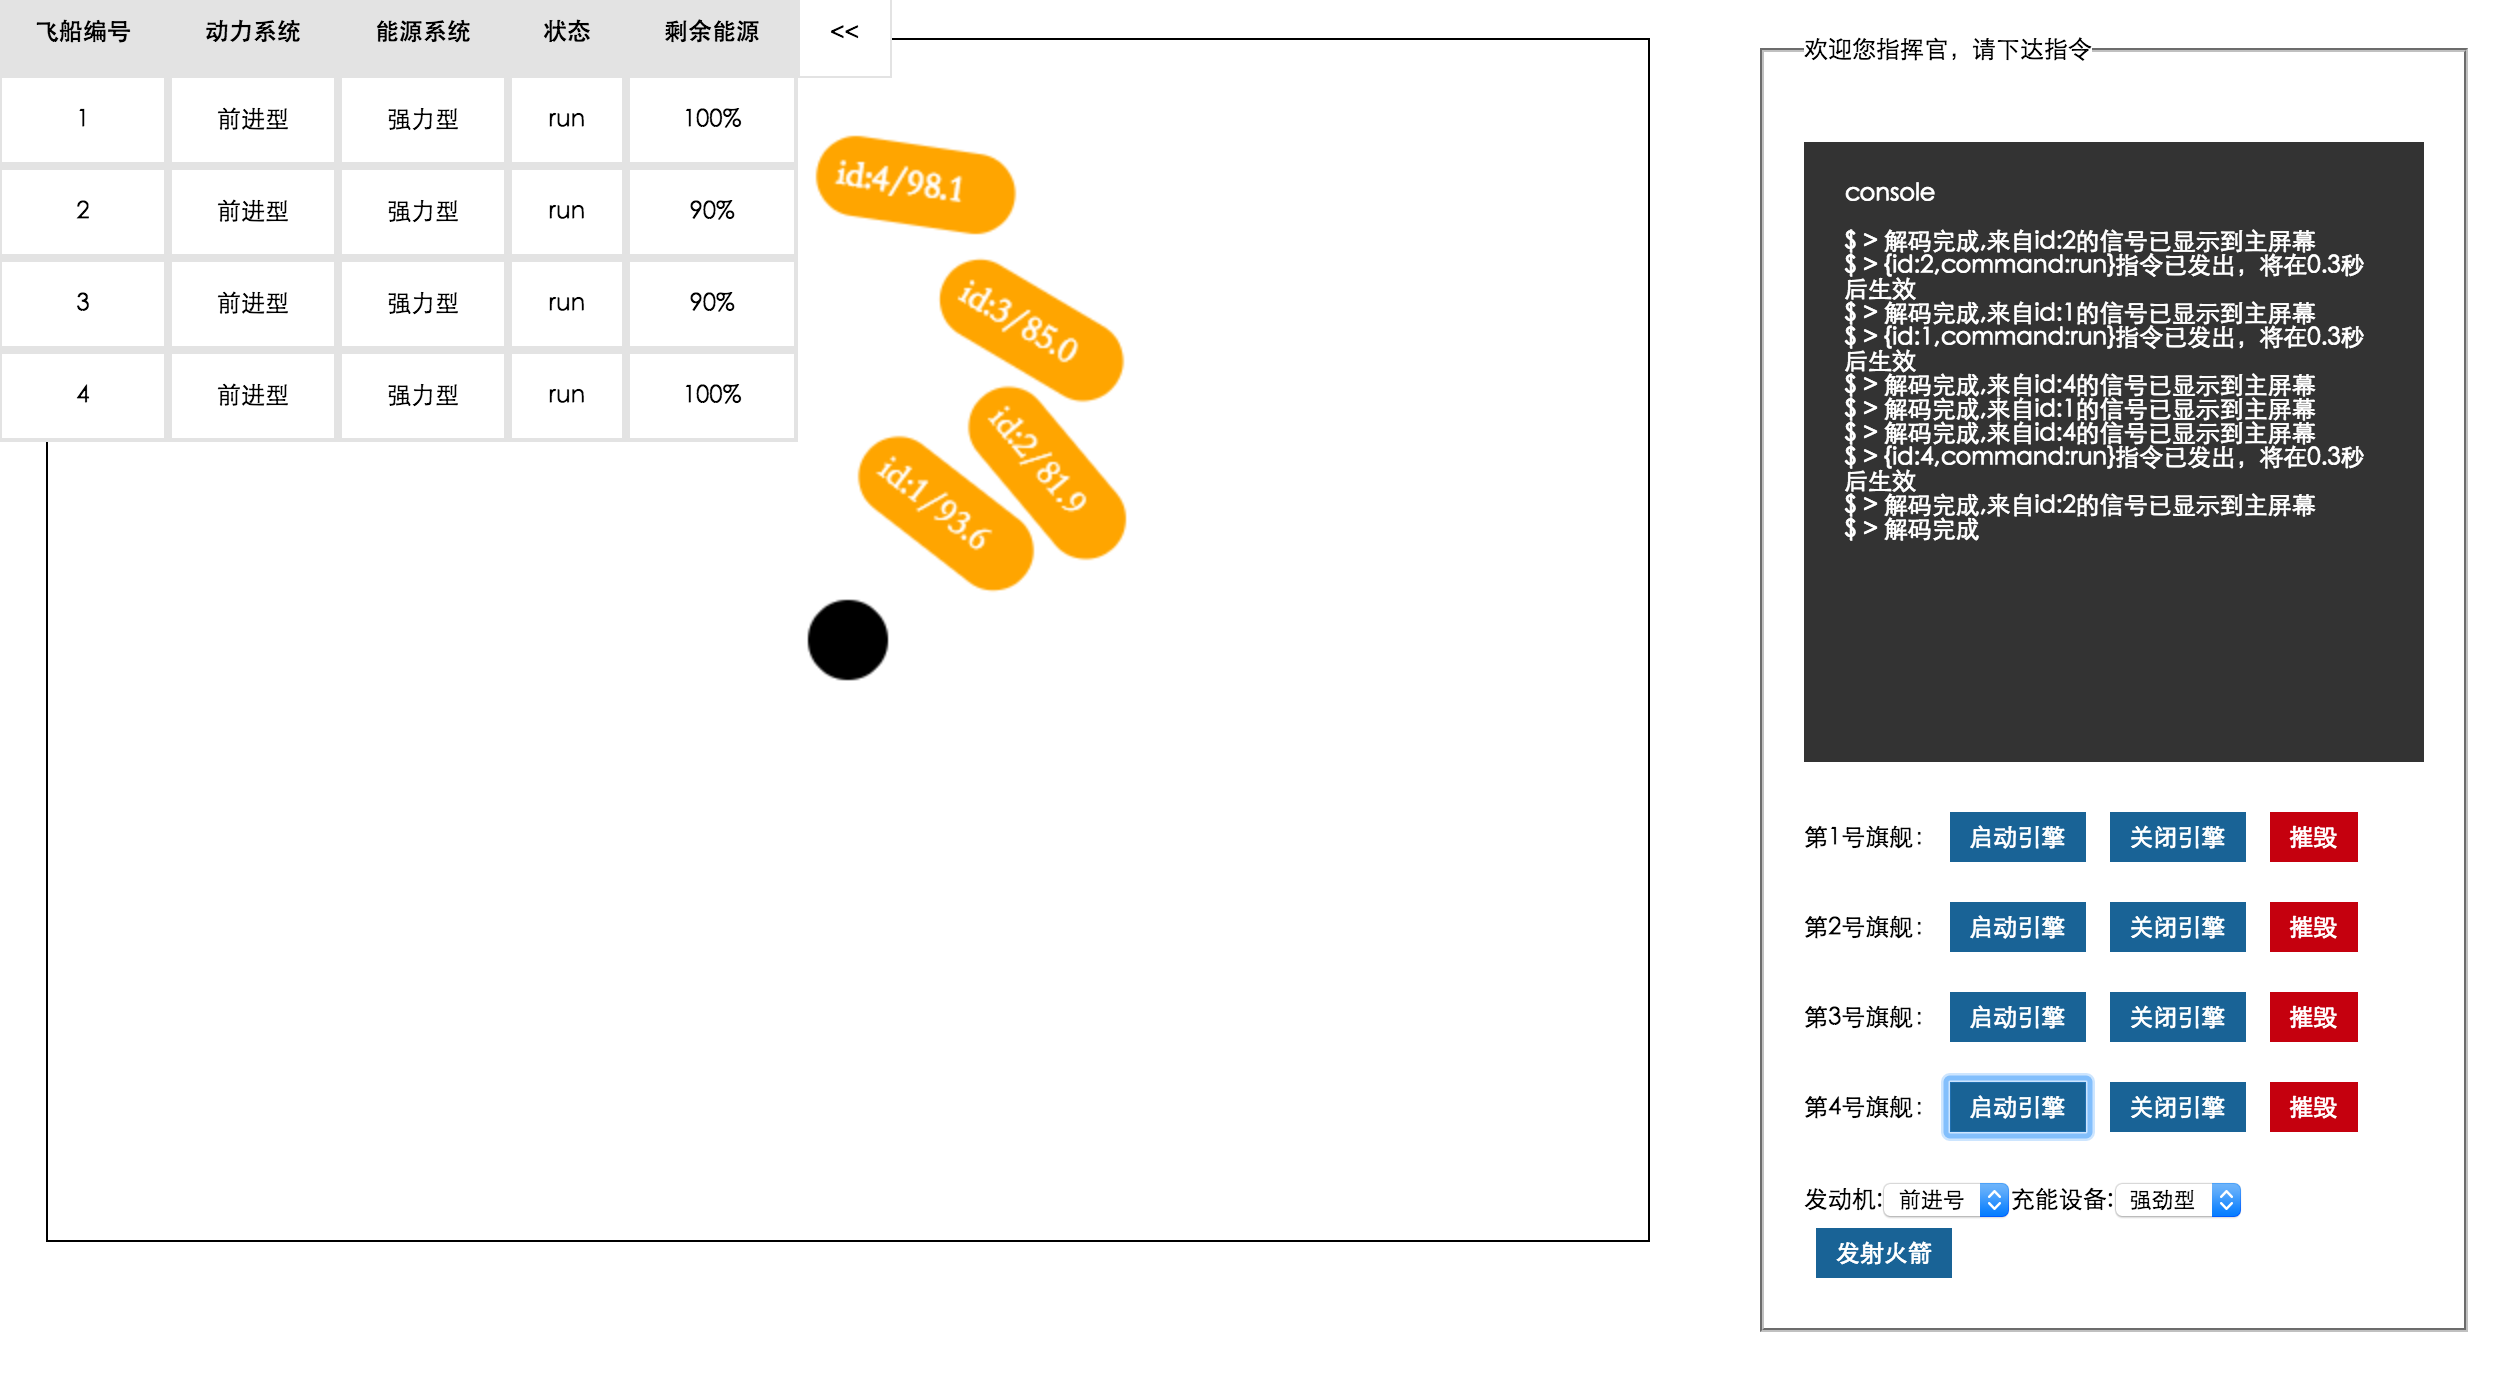 飞船编号 动力系统 能源系统 状态 剩余能源 <<
1 前进型 强力型 run 100%
2 前进型 强力型 run 90%
3 前进型 强力型 run 90%
4 前进型 强力型 run 100%
id:4/98.1
id:3/85.0
id:2/81.9
id:1/93.6
欢迎您指挥官，请下达指令
console
$ > 解码完成,来自id:2的信号已显示到主屏幕
$ > {id:2,command:run}指令已发出，将在0.3秒
后生效
$ > 解码完成,来自id:1的信号已显示到主屏幕
$ > {id:1,command:run}指令已发出，将在0.3秒
后生效
$ > 解码完成,来自id:4的信号已显示到主屏幕
$ > 解码完成,来自id:1的信号已显示到主屏幕
$ > 解码完成,来自id:4的信号已显示到主屏幕
$ > {id:4,command:run}指令已发出，将在0.3秒
后生效
$ > 解码完成,来自id:2的信号已显示到主屏幕
$ > 解码完成
第1号旗舰： 启动引擎 关闭引擎 摧毁
第2号旗舰： 启动引擎 关闭引擎 摧毁
第3号旗舰： 启动引擎 关闭引擎 摧毁
第4号旗舰： 启动引擎 关闭引擎 摧毁
发动机: 前进号 充能设备: 强劲型
发射火箭